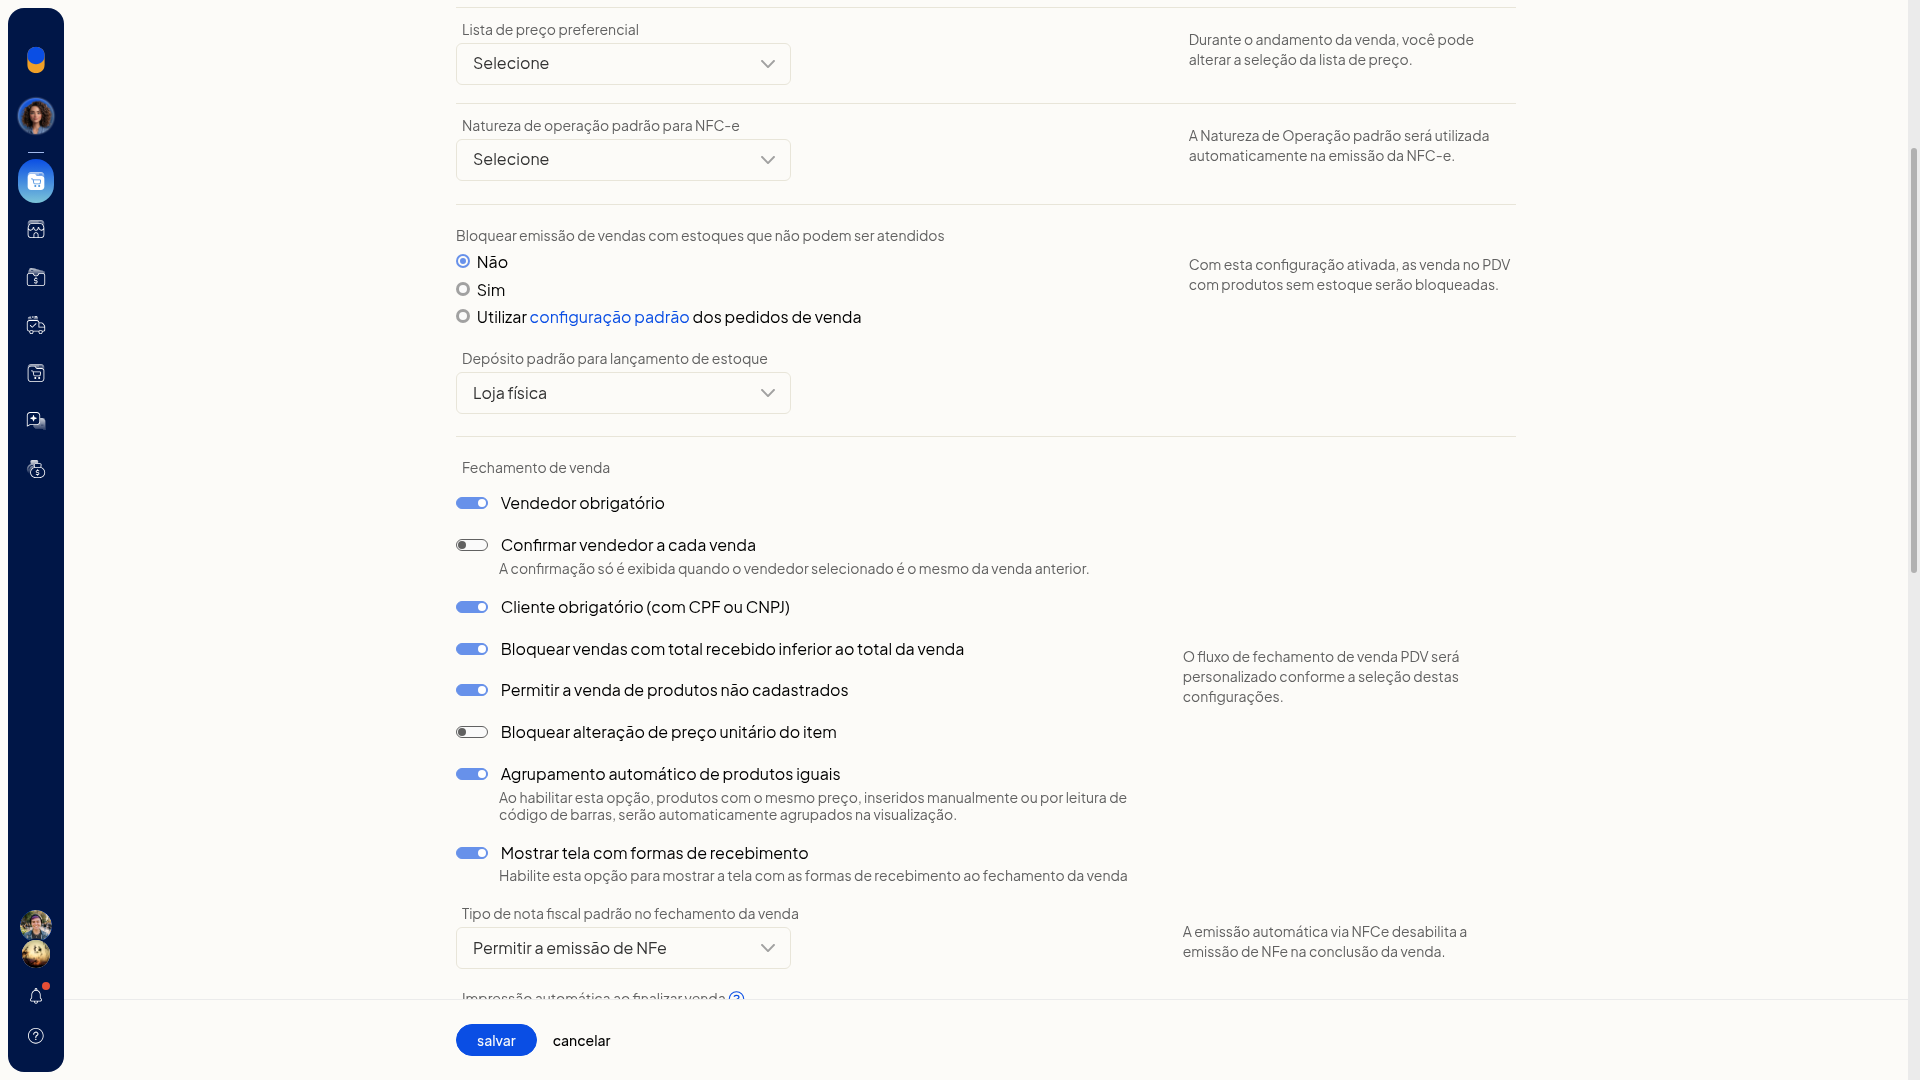 Lista de preço preferencial
Selecione
Durante o andamento da venda, você pode
alterar a seleção da lista de preço.
Natureza de operação padrão para NFC-e
Selecione
A Natureza de Operação padrão será utilizada
automaticamente na emissão da NFC-e.
Bloquear emissão de vendas com estoques que não podem ser atendidos
Não
Sim
Utilizar configuração padrão dos pedidos de venda
Com esta configuração ativada, as venda no PDV
com produtos sem estoque serão bloqueadas.
Depósito padrão para lançamento de estoque
Loja física
Fechamento de venda
Vendedor obrigatório
Confirmar vendedor a cada venda
A confirmação só é exibida quando o vendedor selecionado é o mesmo da venda anterior.
Cliente obrigatório (com CPF ou CNPJ)
Bloquear vendas com total recebido inferior ao total da venda
Permitir a venda de produtos não cadastrados
Bloquear alteração de preço unitário do item
Agrupamento automático de produtos iguais
Ao habilitar esta opção, produtos com o mesmo preço, inseridos manualmente ou por leitura de
código de barras, serão automaticamente agrupados na visualização.
Mostrar tela com formas de recebimento
Habilite esta opção para mostrar a tela com as formas de recebimento ao fechamento da venda
O fluxo de fechamento de venda PDV será
personalizado conforme a seleção destas
configurações.
Tipo de nota fiscal padrão no fechamento da venda
Permitir a emissão de NFe
A emissão automática via NFCe desabilita a
emissão de NFe na conclusão da venda.
Impressão automática ao finalizar venda
salvar
cancelar